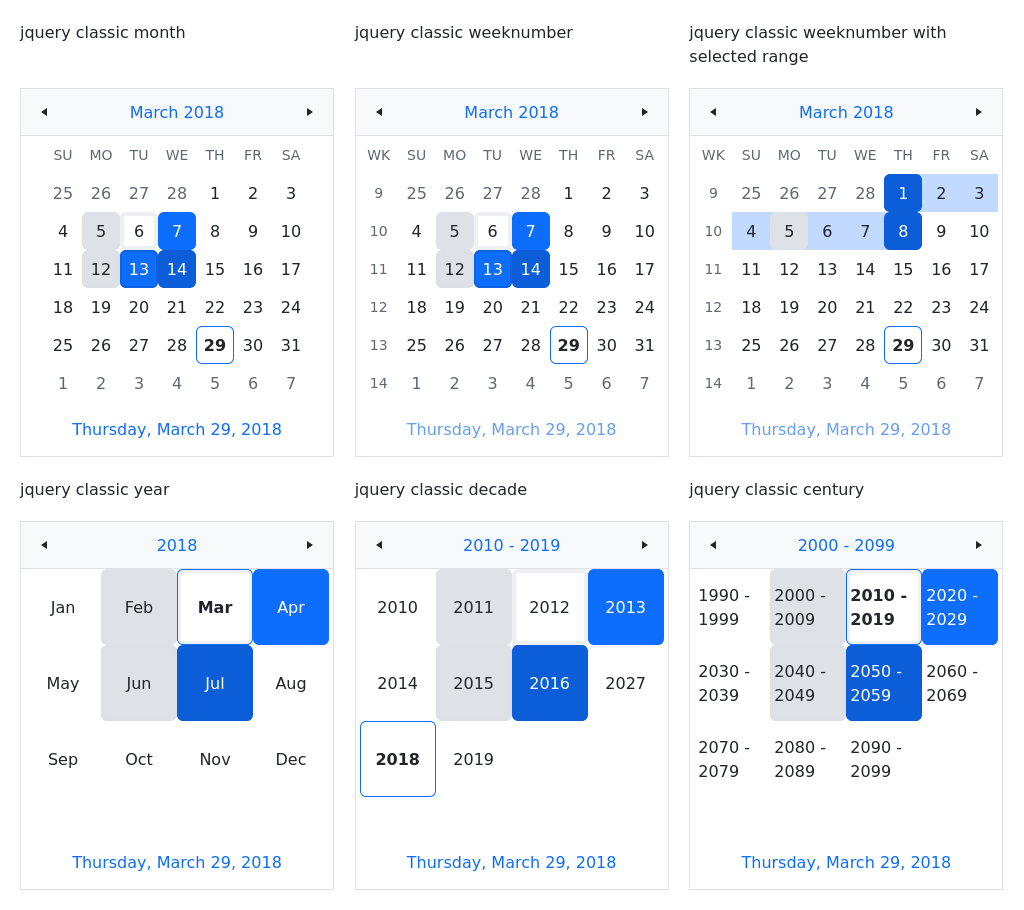 jquery classic month
jquery classic weeknumber
jquery classic weeknumber with
selected range
March 2018
SU MO TU WE TH FR SA
25 26 27 28 1 2 3
4 5 6 7 8 9 10
11 12 13 14 15 16 17
18 19 20 21 22 23 24
25 26 27 28 29 30 31
1 2 3 4 5 6 7
Thursday, March 29, 2018
March 2018
WK SU MO TU WE TH FR SA
9 25 26 27 28 1 2 3
10 4 5 6 7 8 9 10
11 11 12 13 14 15 16 17
12 18 19 20 21 22 23 24
13 25 26 27 28 29 30 31
14 1 2 3 4 5 6 7
Thursday, March 29, 2018
March 2018
WK SU MO TU WE TH FR SA
9 25 26 27 28 1 2 3
10 4 5 6 7 8 9 10
11 11 12 13 14 15 16 17
12 18 19 20 21 22 23 24
13 25 26 27 28 29 30 31
14 1 2 3 4 5 6 7
Thursday, March 29, 2018
jquery classic year
2018
Jan Feb Mar Apr
May Jun Jul Aug
Sep Oct Nov Dec
Thursday, March 29, 2018
jquery classic decade
2010 - 2019
2010 2011 2012 2013
2014 2015 2016 2027
2018 2019
Thursday, March 29, 2018
jquery classic century
2000 - 2099
1990 - 2000 - 2010 - 2020 -
1999 2009 2019 2029
2030 - 2040 - 2050 - 2060 -
2039 2049 2059 2069
2070 - 2080 - 2090 -
2079 2089 2099
Thursday, March 29, 2018